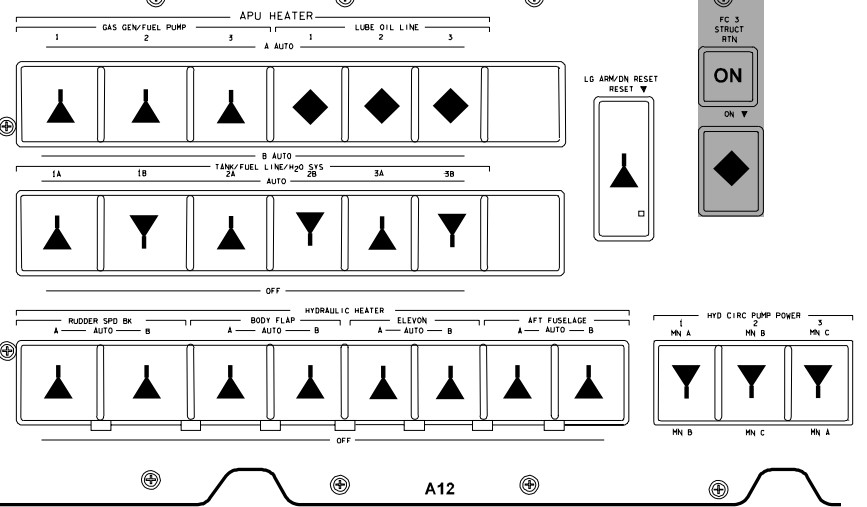 APU HEATER
GAS GEN/FUEL PUMP LUBE OIL LINE
1 2 3 1 2 3
A AUTO
B AUTO
TANK/FUEL LINE/H2O SYS
1A 1B 2A 2B 3A 3B
AUTO
OFF
HYDRAULIC HEATER
RUDDER SPD BK BODY FLAP ELEVON AFT FUSELAGE
A AUTO B A AUTO B A AUTO B A AUTO B
OFF
LG ARM/DN RESET
RESET ▼
FC 3
STRUCT
RTN
ON
ON ▼
HYD CIRC PUMP POWER
1 2 3
MN A MN B MN C
MN B MN C MN A
A12